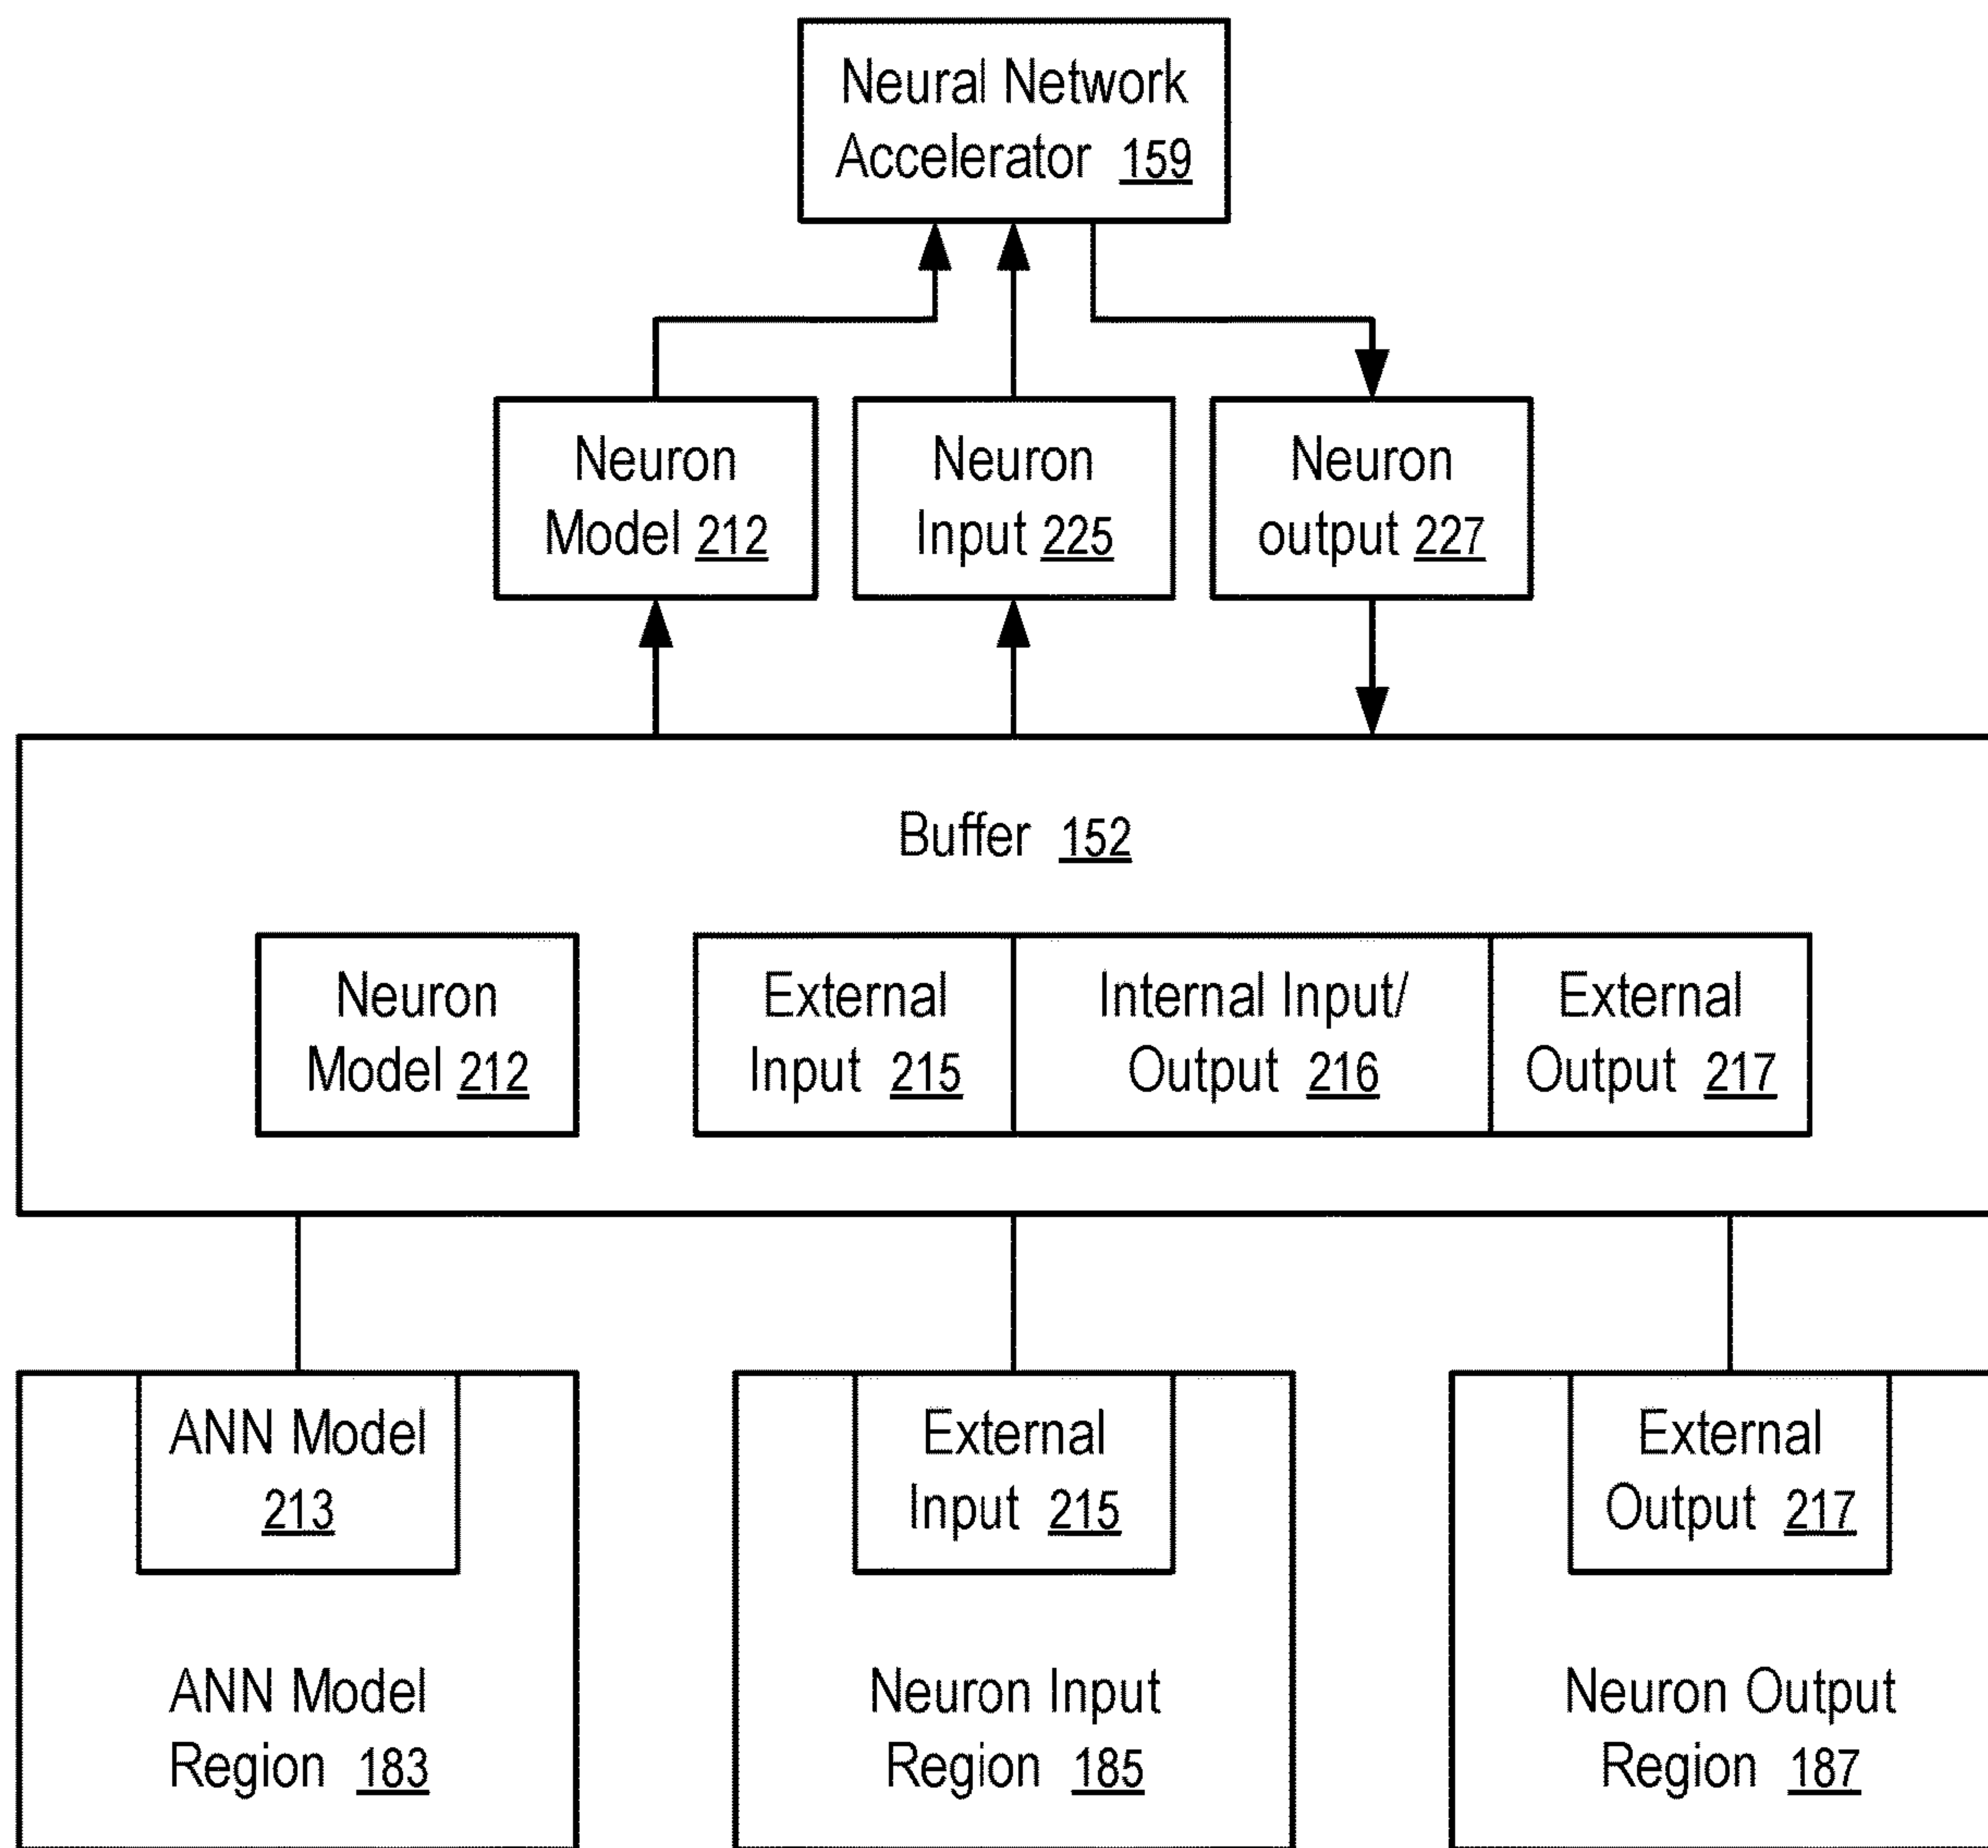 Neural Network
Accelerator 159
Neuron
Model 212
Neuron
Input 225
Neuron
output 227
Buffer 152
Neuron
Model 212
External
Input 215
Internal Input/
Output 216
External
Output 217
ANN Model
213
ANN Model
Region 183
External
Input 215
Neuron Input
Region 185
External
Output 217
Neuron Output
Region 187